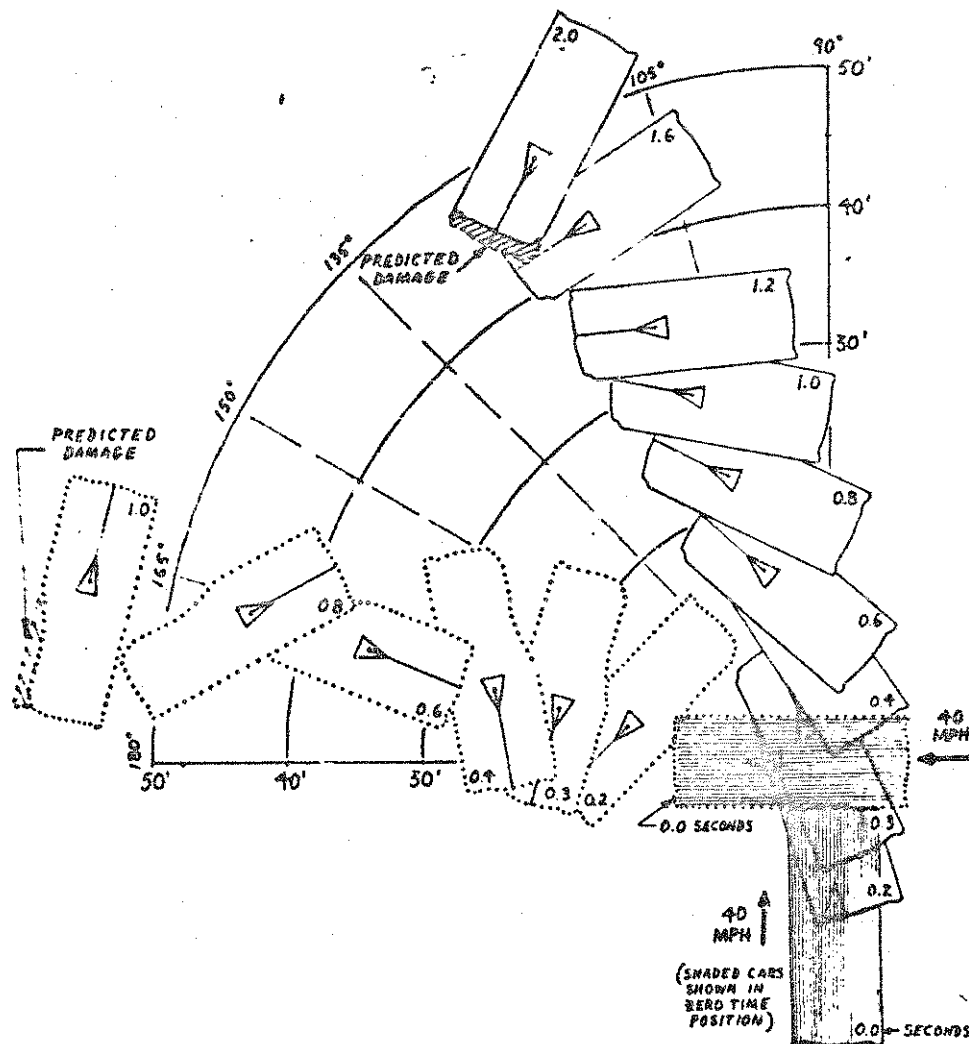 2.0
90°
50'
105°
1.6
40'
135°
PREDICTED
DAMAGE
1.2
30'
1.0
150°
PREDICTED
DAMAGE
0.8
1.0
165°
0.8
0.6
0.6
0.4
40
MPH
180°
50'
40'
30'
0.4
0.3
0.2
0.0 SECONDS
0.3
0.2
40
MPH
(SHADED CARS
SHOWN IN
ZERO TIME
POSITION)
0.0 SECONDS